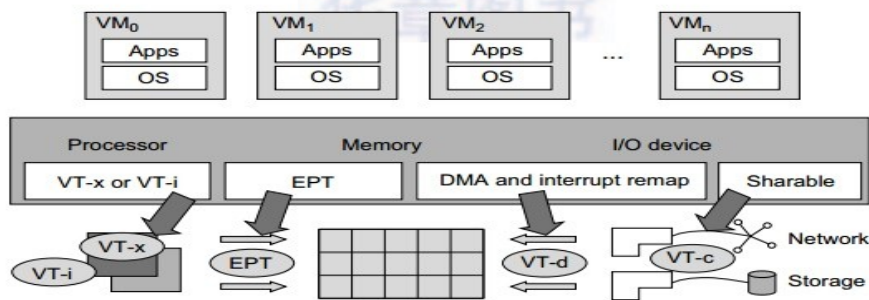 VM₀ VM₁ VM₂ VMₙ
Apps Apps Apps ... Apps
OS OS OS OS
Processor Memory I/O device
VT-x or VT-i EPT DMA and interrupt remap Sharable
VT-x
VT-i EPT VT-d VT-c Network
Storage